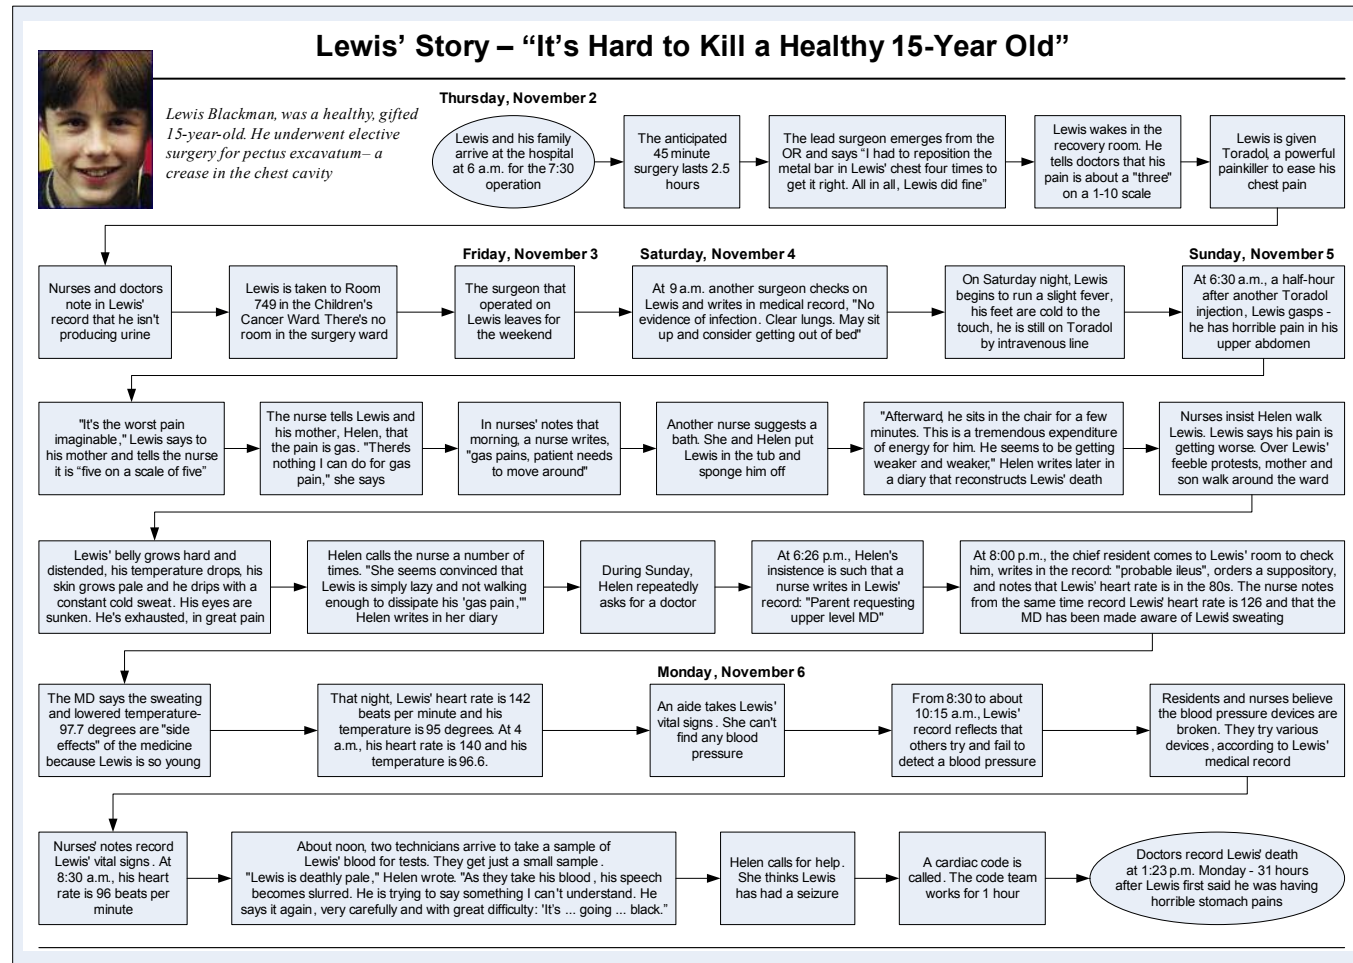 Lewis' Story – “It's Hard to Kill a Healthy 15-Year Old”
Lewis Blackman, was a healthy, gifted
15-year-old. He underwent elective
surgery for pectus excavatum– a
crease in the chest cavity
Thursday, November 2
Lewis and his family
arrive at the hospital
at 6 a.m. for the 7:30
operation
The anticipated
45 minute
surgery lasts 2.5
hours
The lead surgeon emerges from the
OR and says “I had to reposition the
metal bar in Lewis' chest four times to
get it right. All in all, Lewis did fine”
Lewis wakes in the
recovery room. He
tells doctors that his
pain is about a "three"
on a 1-10 scale
Lewis is given
Toradol, a powerful
painkiller to ease his
chest pain
Nurses and doctors
note in Lewis'
record that he isn't
producing urine
Lewis is taken to Room
749 in the Children's
Cancer Ward. There's no
room in the surgery ward
Friday, November 3
The surgeon that
operated on
Lewis leaves for
the weekend
Saturday, November 4
At 9 a.m. another surgeon checks on
Lewis and writes in medical record, "No
evidence of infection. Clear lungs. May sit
up and consider getting out of bed"
On Saturday night, Lewis
begins to run a slight fever,
his feet are cold to the
touch, he is still on Toradol
by intravenous line
Sunday, November 5
At 6:30 a.m., a half-hour
after another Toradol
injection, Lewis gasps -
he has horrible pain in his
upper abdomen
"It's the worst pain
imaginable," Lewis says to
his mother and tells the nurse
it is “five on a scale of five”
The nurse tells Lewis and
his mother, Helen, that
the pain is gas. "There's
nothing I can do for gas
pain," she says
In nurses' notes that
morning, a nurse writes,
"gas pains, patient needs
to move around"
Another nurse suggests a
bath. She and Helen put
Lewis in the tub and
sponge him off
"Afterward, he sits in the chair for a few
minutes. This is a tremendous expenditure
of energy for him. He seems to be getting
weaker and weaker," Helen writes later in
a diary that reconstructs Lewis' death
Nurses insist Helen walk
Lewis. Lewis says his pain is
getting worse. Over Lewis'
feeble protests, mother and
son walk around the ward
Lewis' belly grows hard and
distended, his temperature drops, his
skin grows pale and he drips with a
constant cold sweat. His eyes are
sunken. He's exhausted, in great pain
Helen calls the nurse a number of
times. "She seems convinced that
Lewis is simply lazy and not walking
enough to dissipate his 'gas pain,'"
Helen writes in her diary
During Sunday,
Helen repeatedly
asks for a doctor
At 6:26 p.m., Helen's
insistence is such that a
nurse writes in Lewis'
record: "Parent requesting
upper level MD"
At 8:00 p.m., the chief resident comes to Lewis' room to check
him, writes in the record: "probable ileus", orders a suppository,
and notes that Lewis' heart rate is in the 80s. The nurse notes
from the same time record Lewis' heart rate is 126 and that the
MD has been made aware of Lewis' sweating
The MD says the sweating
and lowered temperature-
97.7 degrees are "side
effects" of the medicine
because Lewis is so young
That night, Lewis' heart rate is 142
beats per minute and his
temperature is 95 degrees. At 4
a.m., his heart rate is 140 and his
temperature is 96.6.
Monday, November 6
An aide takes Lewis'
vital signs. She can't
find any blood
pressure
From 8:30 to about
10:15 a.m., Lewis'
record reflects that
others try and fail to
detect a blood pressure
Residents and nurses believe
the blood pressure devices are
broken. They try various
devices, according to Lewis'
medical record
Nurses' notes record
Lewis' vital signs. At
8:30 a.m., his heart
rate is 96 beats per
minute
About noon, two technicians arrive to take a sample of
Lewis' blood for tests. They get just a small sample.
"Lewis is deathly pale," Helen wrote. "As they take his blood, his speech
becomes slurred. He is trying to say something I can't understand. He
says it again, very carefully and with great difficulty: 'It's ... going ... black.”
Helen calls for help.
She thinks Lewis
has had a seizure
A cardiac code is
called. The code team
works for 1 hour
Doctors record Lewis' death
at 1:23 p.m. Monday - 31 hours
after Lewis first said he was having
horrible stomach pains